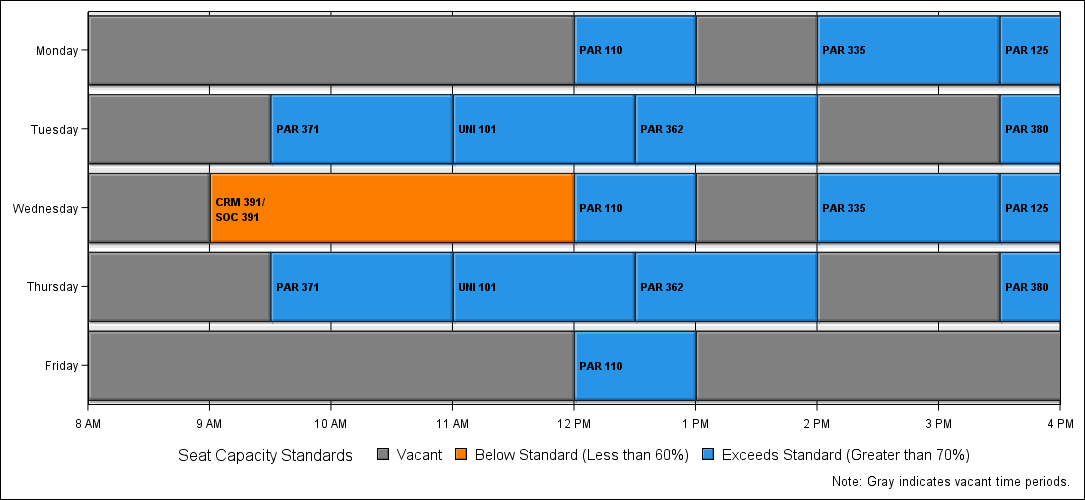 Monday
PAR 110
PAR 335
PAR 125
Tuesday
PAR 371
UNI 101
PAR 362
PAR 380
Wednesday
CRM 391/
SOC 391
PAR 110
PAR 335
PAR 125
Thursday
PAR 371
UNI 101
PAR 362
PAR 380
Friday
PAR 110
8 AM 9 AM 10 AM 11 AM 12 PM 1 PM 2 PM 3 PM 4 PM
Seat Capacity Standards Vacant Below Standard (Less than 60%) Exceeds Standard (Greater than 70%)
Note: Gray indicates vacant time periods.